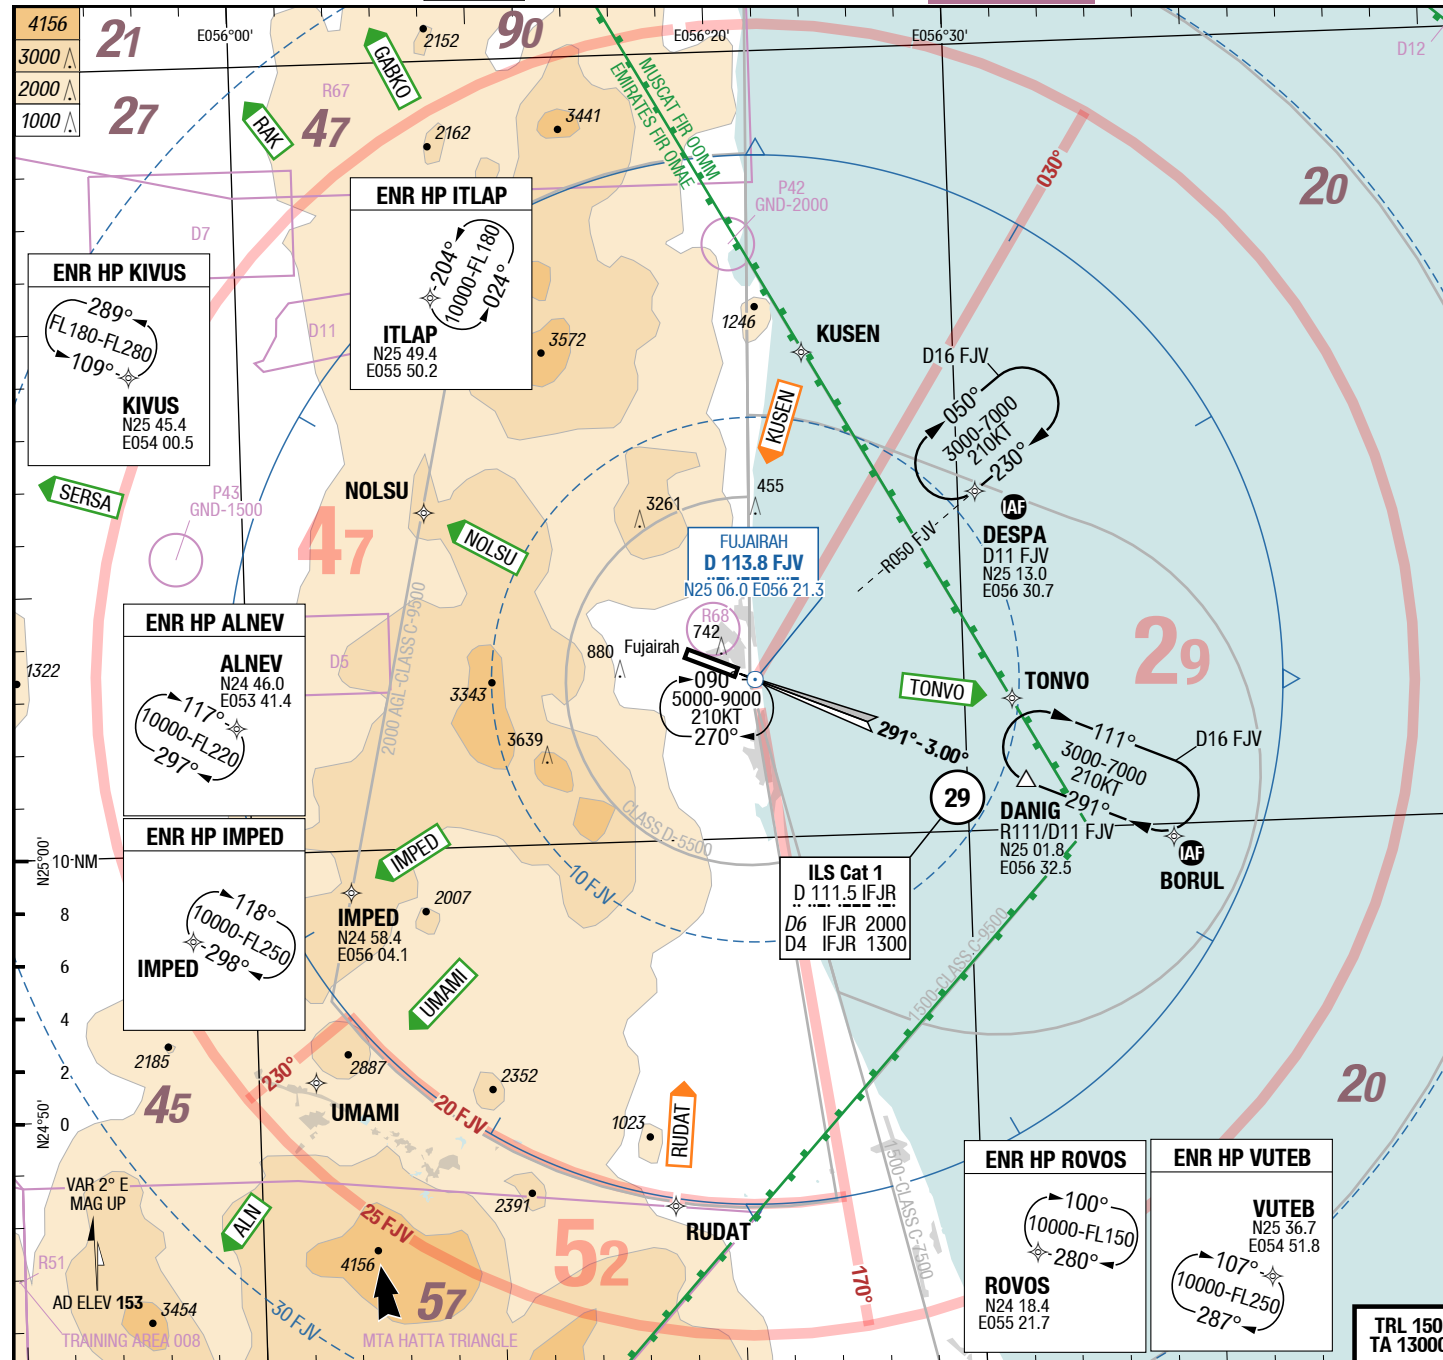 4156
3000
2000
1000
21
27
90
47
E056°00'
E056°20'
E056°30'
2152
GABKO
RAK
R67
2162
3441
MUSCAT FIR OOMM
EMIRATES FIR OMAE
030°
D12
20
P42
GND-2000
D7
D11
ENR HP ITLAP
204°
10000-FL180
024°
ITLAP
N25 49.4
E055 50.2
ENR HP KIVUS
289°
FL180-FL280
109°
KIVUS
N25 45.4
E054 00.5
3572
1246
KUSEN
KUSEN
D16 FJV
050°
3000-7000
210KT
230°
IAF
DESPA
D11 FJV
N25 13.0
E056 30.7
R050 FJV
SERSA
P43
GND-1500
NOLSU
NOLSU
47
3261
455
FUJAIRAH
D 113.8 FJV
N25 06.0 E056 21.3
R68
742
880
Fujairah
090°
5000-9000
210KT
270°
291°-3.00°
29
TONVO
TONVO
111°
3000-7000
210KT
291°
D16 FJV
DANIG
R111/D11 FJV
N25 01.8
E056 32.5
IAF
BORUL
29
ILS Cat 1
D 111.5 IFJR
D6 IFJR 2000
D4 IFJR 1300
1322
ENR HP ALNEV
ALNEV
N24 46.0
E053 41.4
117°
10000-FL220
297°
D5
2000 AGL-CLASS C-9500
3343
3639
CLASS D-5500
10 FJV
ENR HP IMPED
118°
10000-FL250
298°
IMPED
IMPED
IMPED
N24 58.4
E056 04.1
2007
UMAMI
N25°00'
10 NM
8
6
4
2
0
N24°50'
2185
45
230°
2887
UMAMI
20 FJV
2352
1023
RUDAT
1500-CLASS C-9500
1500-CLASS C-7500
20
VAR 2° E
MAG UP
ALN
25 FJV
2391
RUDAT
52
4156
57
R51
AD ELEV 153
3454
TRAINING AREA 008
30 FJV
MTA HATTA TRIANGLE
170°
ENR HP ROVOS
100°
10000-FL150
280°
ROVOS
N24 18.4
E055 21.7
ENR HP VUTEB
VUTEB
N25 36.7
E054 51.8
107°
10000-FL250
287°
TRL 150
TA 13000